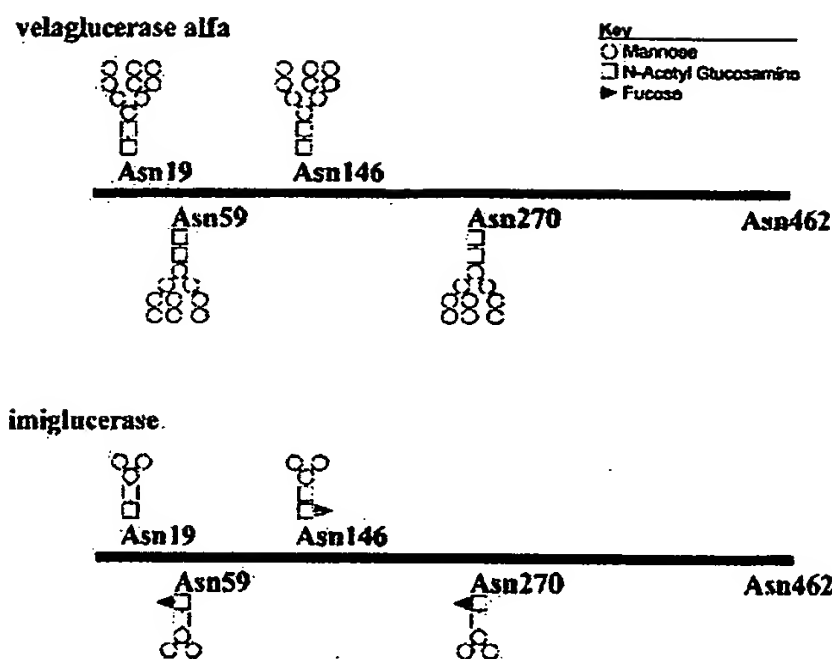 velaglucerase alfa
Key
Mannose
N-Acetyl Glucosamine
Fucose
Asn19
Asn146
Asn59
Asn270
Asn462
imiglucerase
Asn19
Asn146
Asn59
Asn270
Asn462